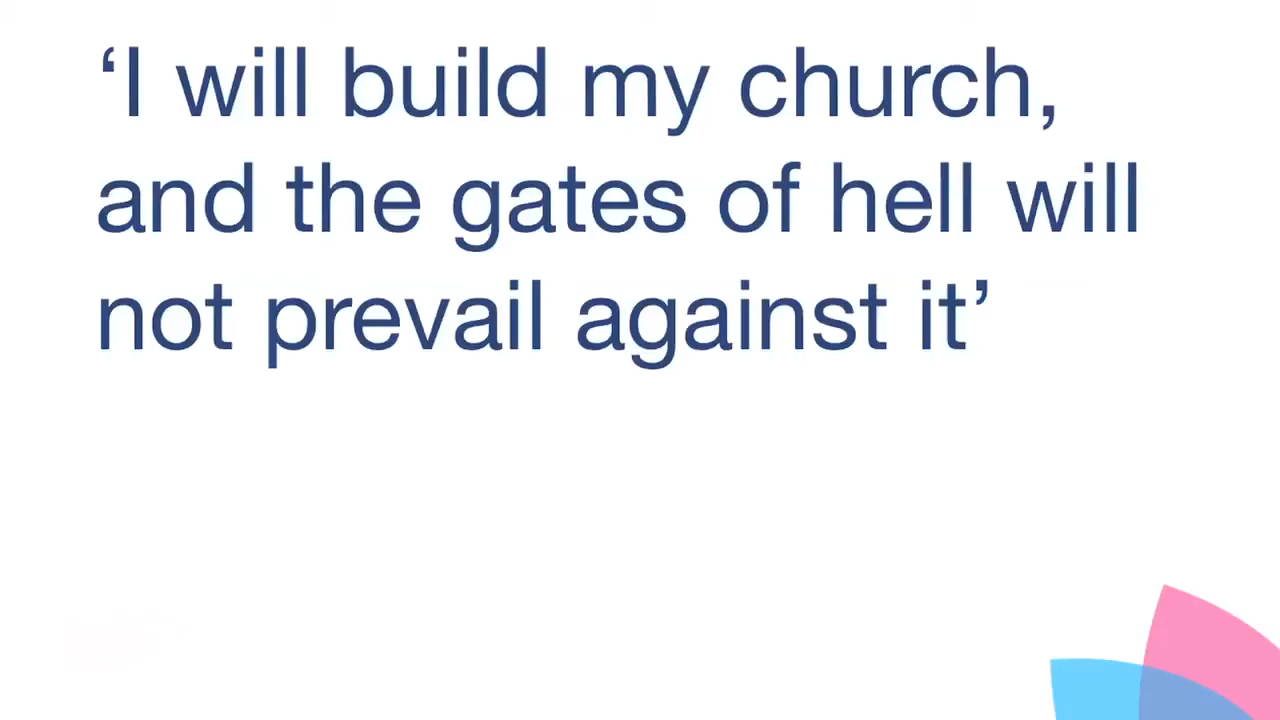 ‘I will build my church,
and the gates of hell will
not prevail against it’